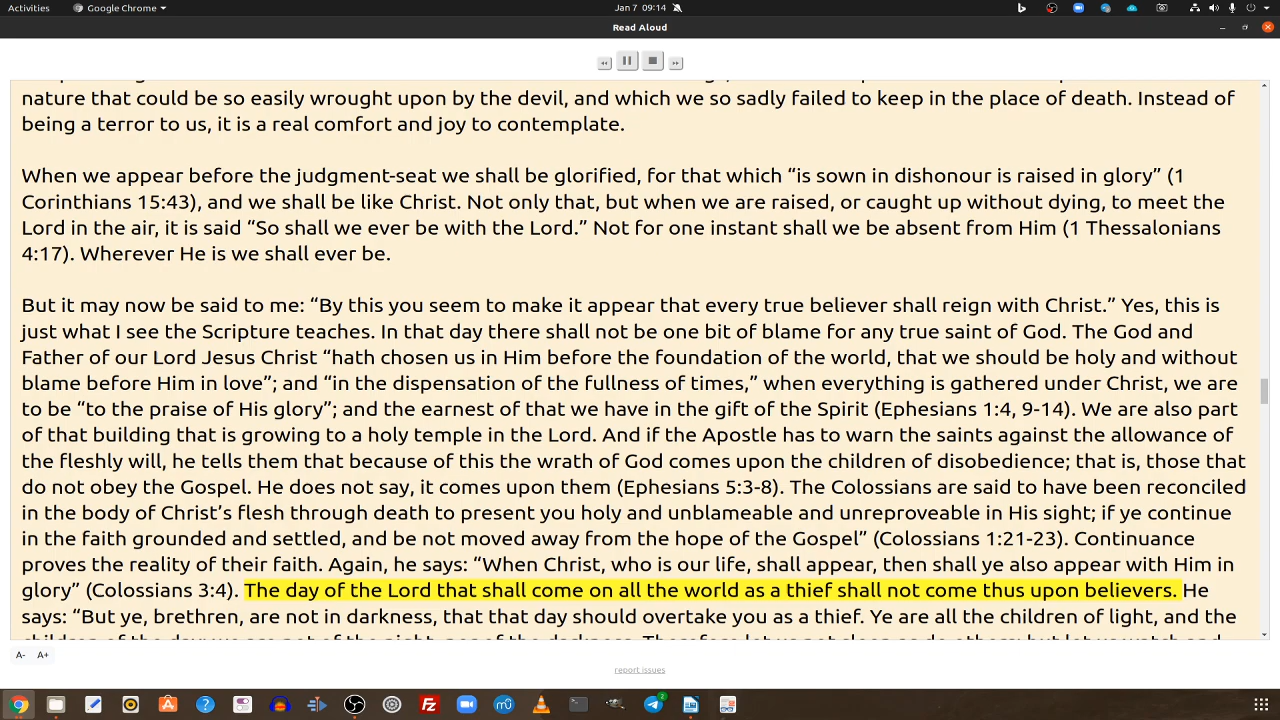 Activities
Google Chrome
Jan 7 09:14
Read Aloud
nature that could be so easily wrought upon by the devil, and which we so sadly failed to keep in the place of death. Instead of
being a terror to us, it is a real comfort and joy to contemplate.
When we appear before the judgment-seat we shall be glorified, for that which “is sown in dishonour is raised in glory” (1
Corinthians 15:43), and we shall be like Christ. Not only that, but when we are raised, or caught up without dying, to meet the
Lord in the air, it is said “So shall we ever be with the Lord.” Not for one instant shall we be absent from Him (1 Thessalonians
4:17). Wherever He is we shall ever be.
But it may now be said to me: “By this you seem to make it appear that every true believer shall reign with Christ.” Yes, this is
just what I see the Scripture teaches. In that day there shall not be one bit of blame for any true saint of God. The God and
Father of our Lord Jesus Christ “hath chosen us in Him before the foundation of the world, that we should be holy and without
blame before Him in love”; and “in the dispensation of the fullness of times,” when everything is gathered under Christ, we are
to be “to the praise of His glory”; and the earnest of that we have in the gift of the Spirit (Ephesians 1:4, 9-14). We are also part
of that building that is growing to a holy temple in the Lord. And if the Apostle has to warn the saints against the allowance of
the fleshly will, he tells them that because of this the wrath of God comes upon the children of disobedience; that is, those that
do not obey the Gospel. He does not say, it comes upon them (Ephesians 5:3-8). The Colossians are said to have been reconciled
in the body of Christ’s flesh through death to present you holy and unblameable and unreproveable in His sight; if ye continue
in the faith grounded and settled, and be not moved away from the hope of the Gospel” (Colossians 1:21-23). Continuance
proves the reality of their faith. Again, he says: “When Christ, who is our life, shall appear, then shall ye also appear with Him in
glory” (Colossians 3:4). The day of the Lord that shall come on all the world as a thief shall not come thus upon believers. He
says: “But ye, brethren, are not in darkness, that that day should overtake you as a thief. Ye are all the children of light, and the
A- A+
report issues